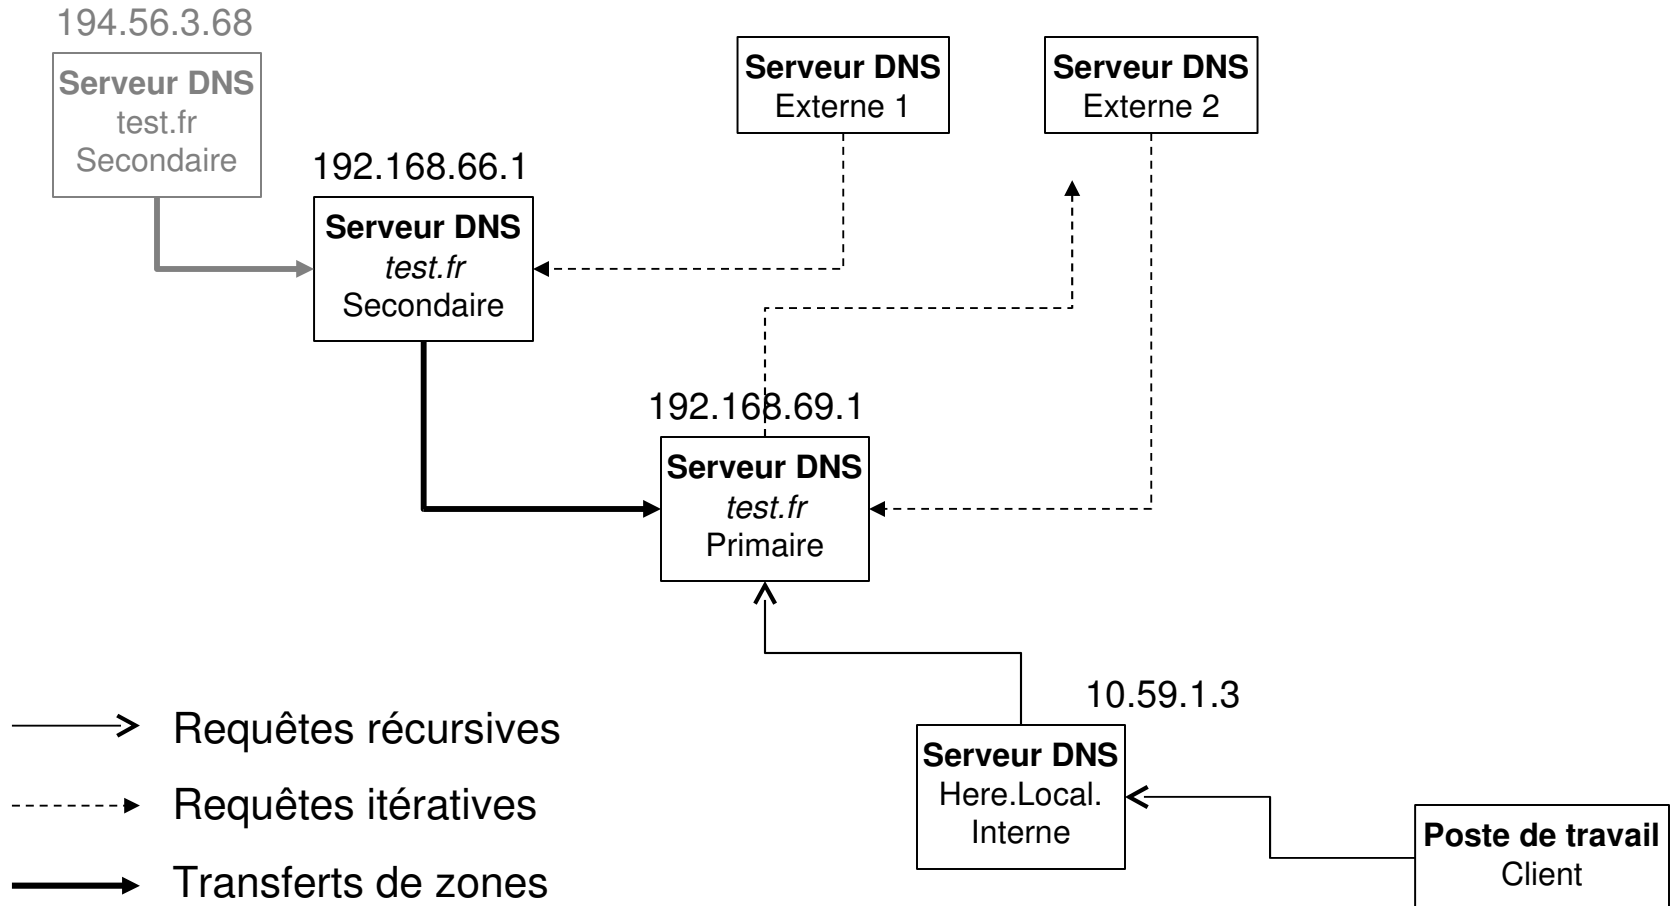 194.56.3.68
Serveur DNS
test.fr
Secondaire
192.168.66.1
Serveur DNS
test.fr
Secondaire
Serveur DNS
Externe 1
Serveur DNS
Externe 2
192.168.69.1
Serveur DNS
test.fr
Primaire
10.59.1.3
Serveur DNS
Here.Local.
Interne
Poste de travail
Client
Requêtes récursives
Requêtes itératives
Transferts de zones